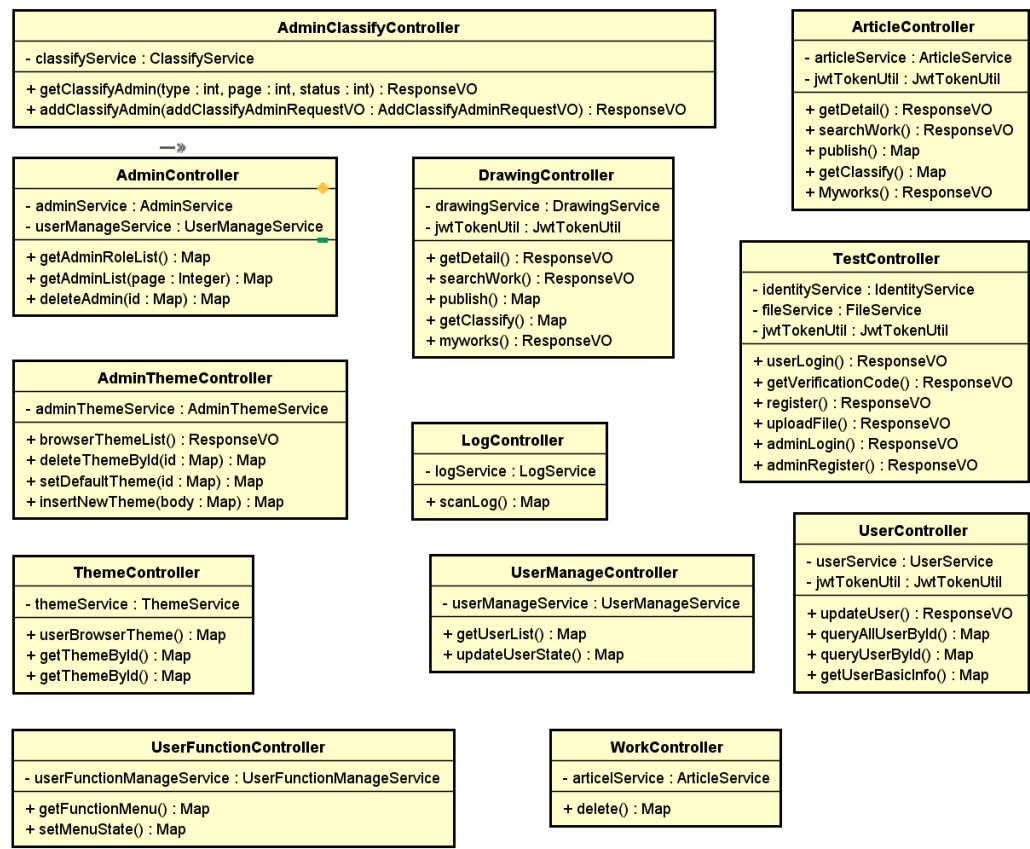 AdminClassifyController
- classifyService : ClassifyService
+ getClassifyAdmin(type : int, page : int, status : int) : ResponseVO
+ addClassifyAdmin(addClassifyAdminRequestVO : AddClassifyAdminRequestVO) : ResponseVO
ArticleController
- articleService : ArticleService
- jwtTokenUtil : JwtTokenUtil
+ getDetail() : ResponseVO
+ searchWork() : ResponseVO
+ publish() : Map
+ getClassify() : Map
+ Myworks() : ResponseVO
AdminController
- adminService : AdminService
- userManageService : UserManageService
+ getAdminRoleList() : Map
+ getAdminList(page : Integer) : Map
+ deleteAdmin(id : Map) : Map
DrawingController
- drawingService : DrawingService
- jwtTokenUtil : JwtTokenUtil
+ getDetail() : ResponseVO
+ searchWork() : ResponseVO
+ publish() : Map
+ getClassify() : Map
+ myworks() : ResponseVO
TestController
- identityService : IdentityService
- fileService : FileService
- jwtTokenUtil : JwtTokenUtil
+ userLogin() : ResponseVO
+ getVerificationCode() : ResponseVO
+ register() : ResponseVO
+ uploadFile() : ResponseVO
+ adminLogin() : ResponseVO
+ adminRegister() : ResponseVO
AdminThemeController
- adminThemeService : AdminThemeService
+ browserThemeList() : ResponseVO
+ deleteThemeById(id : Map) : Map
+ setDefaultTheme(id : Map) : Map
+ insertNewTheme(body : Map) : Map
LogController
- logService : LogService
+ scanLog() : Map
UserController
- userService : UserService
- jwtTokenUtil : JwtTokenUtil
+ updateUser() : ResponseVO
+ queryAllUserById() : Map
+ queryUserById() : Map
+ getUserBasicInfo() : Map
ThemeController
- themeService : ThemeService
+ userBrowserTheme() : Map
+ getThemeById() : Map
+ getThemeById() : Map
UserManageController
- userManageService : UserManageService
+ getUserList() : Map
+ updateUserState() : Map
UserFunctionController
- userFunctionManageService : UserFunctionManageService
+ getFunctionMenu() : Map
+ setMenuState() : Map
WorkController
- articelService : ArticleService
+ delete() : Map